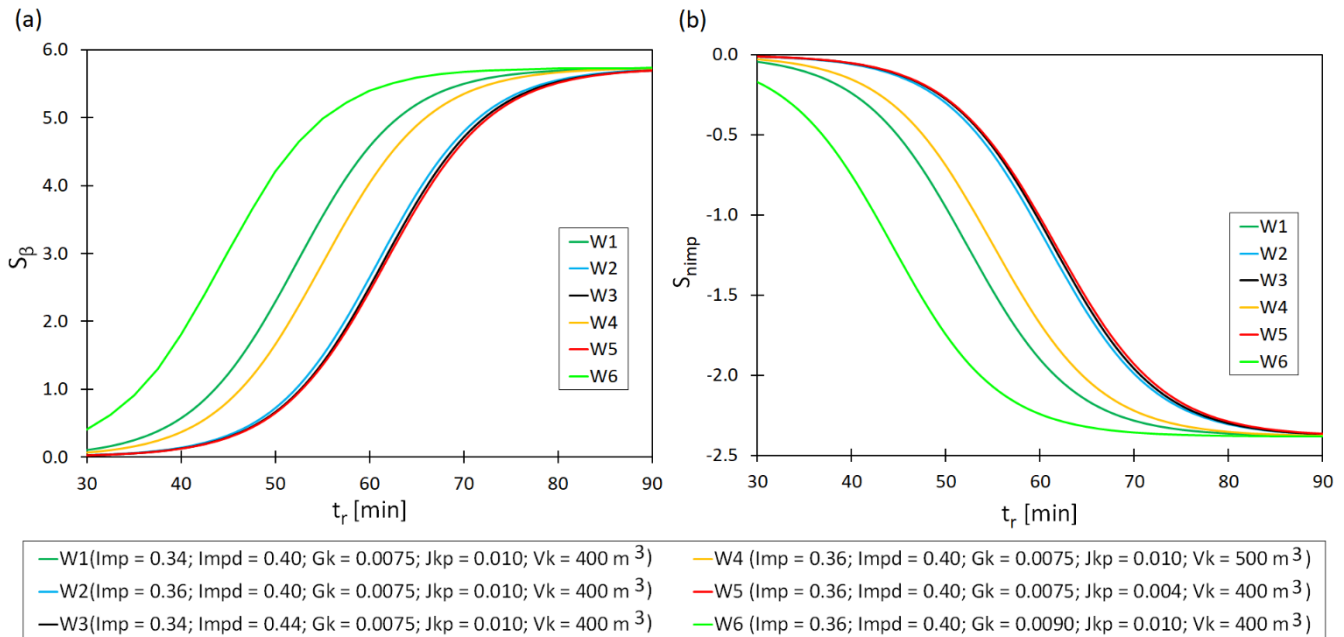 (a)
6.0
5.0
4.0
3.0
2.0
1.0
0.0
Sβ
30 40 50 60 70 80 90
tr [min]
W1
W2
W3
W4
W5
W6
(b)
0.0
-0.5
-1.0
-1.5
-2.0
-2.5
Snimp
30 40 50 60 70 80 90
tr [min]
W1
W2
W3
W4
W5
W6
W1(Imp = 0.34; Impd = 0.40; Gk = 0.0075; Jkp = 0.010; Vk = 400 m³)
W2(Imp = 0.36; Impd = 0.40; Gk = 0.0075; Jkp = 0.010; Vk = 400 m³)
W3(Imp = 0.34; Impd = 0.44; Gk = 0.0075; Jkp = 0.010; Vk = 400 m³)
W4 (Imp = 0.36; Impd = 0.40; Gk = 0.0075; Jkp = 0.010; Vk = 500 m³)
W5 (Imp = 0.36; Impd = 0.40; Gk = 0.0075; Jkp = 0.004; Vk = 400 m³)
W6 (Imp = 0.36; Impd = 0.40; Gk = 0.0090; Jkp = 0.010; Vk = 400 m³)